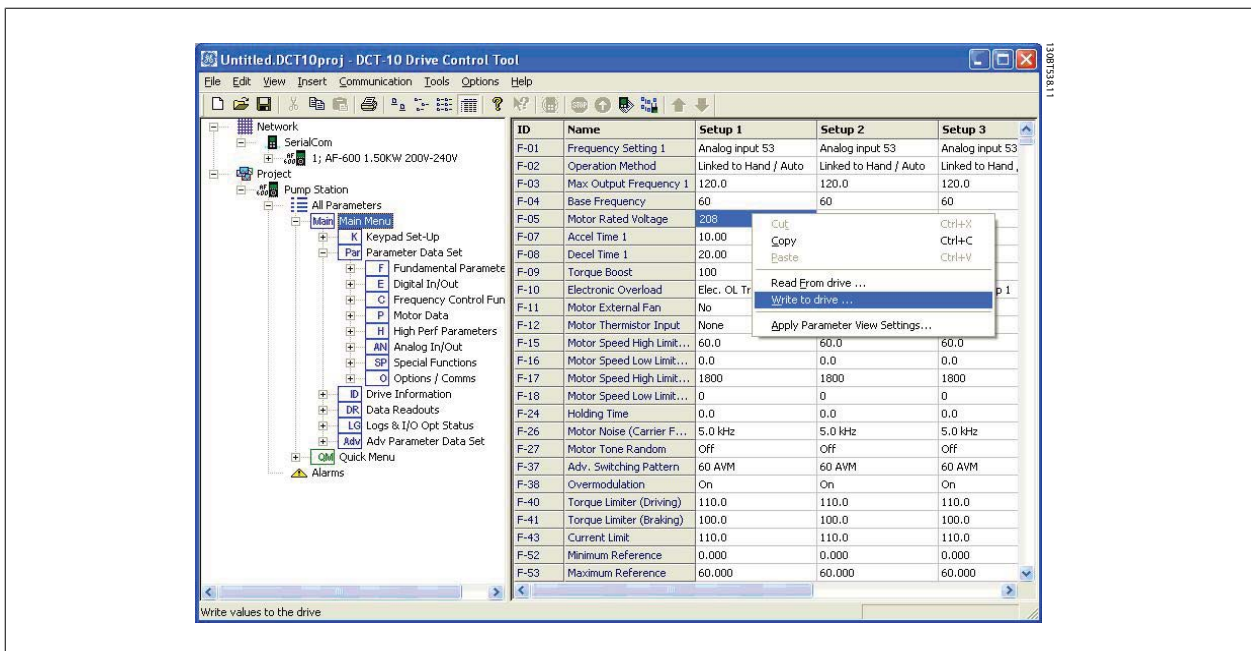 Untitled.DCT10proj - DCT-10 Drive Control Tool
File Edit View Insert Communication Tools Options Help
Network
SerialCom
1; AF-600 1.50KW 200V-240V
Project
Pump Station
All Parameters
Main Main Menu
K Keypad Set-Up
Par Parameter Data Set
F Fundamental Paramete
E Digital In/Out
C Frequency Control Fun
P Motor Data
H High Perf Parameters
AN Analog In/Out
SP Special Functions
O Options / Comms
ID Drive Information
DR Data Readouts
LG Logs & I/O Opt Status
Adv Adv Parameter Data Set
QM Quick Menu
Alarms
ID Name Setup 1 Setup 2 Setup 3
F-01 Frequency Setting 1 Analog input 53 Analog input 53 Analog input 53
F-02 Operation Method Linked to Hand / Auto Linked to Hand / Auto Linked to Hand
F-03 Max Output Frequency 1 120.0 120.0 120.0
F-04 Base Frequency 60 60 60
F-05 Motor Rated Voltage 208
F-07 Accel Time 1 10.00
F-08 Decel Time 1 20.00
F-09 Torque Boost 100
F-10 Electronic Overload Elec. OL Tr p 1
F-11 Motor External Fan No
F-12 Motor Thermistor Input None
F-15 Motor Speed High Limit... 60.0 60.0 60.0
F-16 Motor Speed Low Limit... 0.0 0.0 0.0
F-17 Motor Speed High Limit... 1800 1800 1800
F-18 Motor Speed Low Limit... 0 0 0
F-24 Holding Time 0.0 0.0 0.0
F-26 Motor Noise (Carrier F... 5.0 kHz 5.0 kHz 5.0 kHz
F-27 Motor Tone Random Off Off Off
F-37 Adv. Switching Pattern 60 AVM 60 AVM 60 AVM
F-38 Overmodulation On On On
F-40 Torque Limiter (Driving) 110.0 110.0 110.0
F-41 Torque Limiter (Braking) 100.0 100.0 100.0
F-43 Current Limit 110.0 110.0 110.0
F-52 Minimum Reference 0.000 0.000 0.000
F-53 Maximum Reference 60.000 60.000 60.000
Cut Ctrl+X
Copy Ctrl+C
Paste Ctrl+V
Read From drive ...
Write to drive ...
Apply Parameter View Settings...
Write values to the drive
130BT538.11